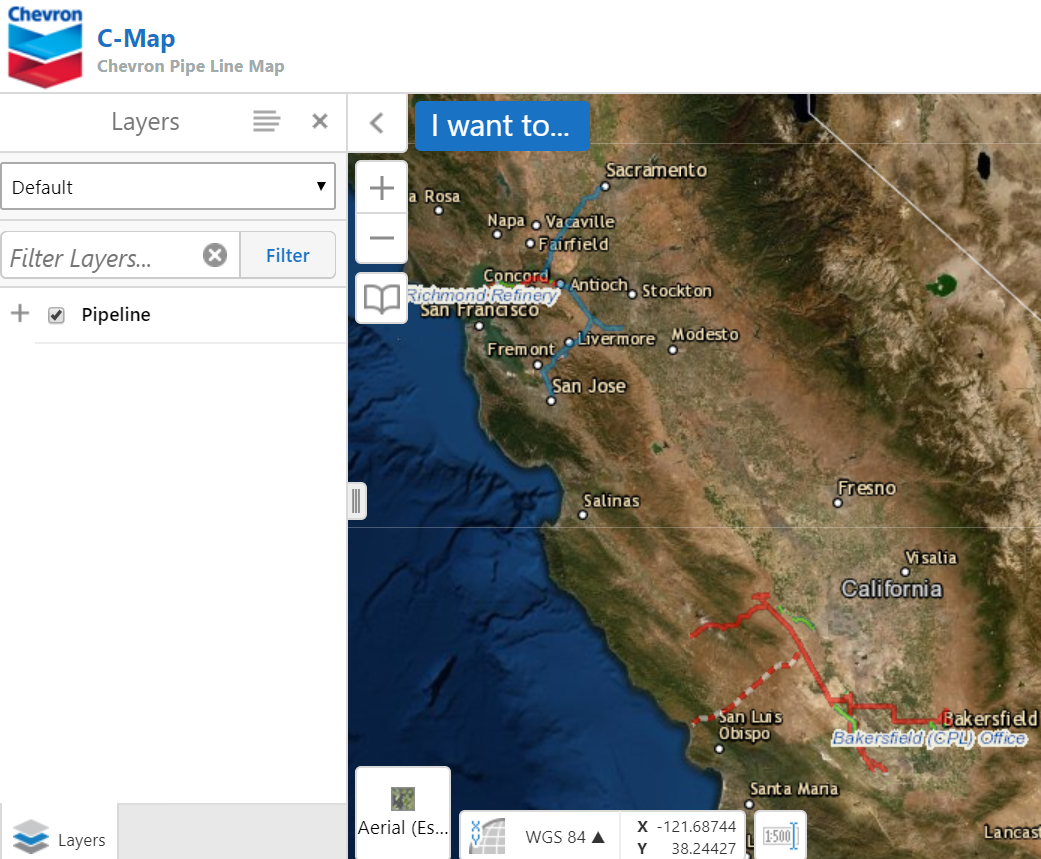 Chevron
C-Map
Chevron Pipe Line Map
Layers
I want to...
Default
Filter Layers...
Filter
Pipeline
Sacramento
a Rosa
Napa
Vacaville
Fairfield
Concord
Antioch
Richmond Refinery
Stockton
San Francisco
Livermore
Modesto
Fremont
San Jose
Salinas
Fresno
Visalia
California
San Luis
Obispo
Bakersfield
Bakersfield (CPL) Office
Santa Maria
Lancas
Aerial (Es...
WGS 84
X -121.68744
Y 38.24427
1:500
X
Y
L
Layers